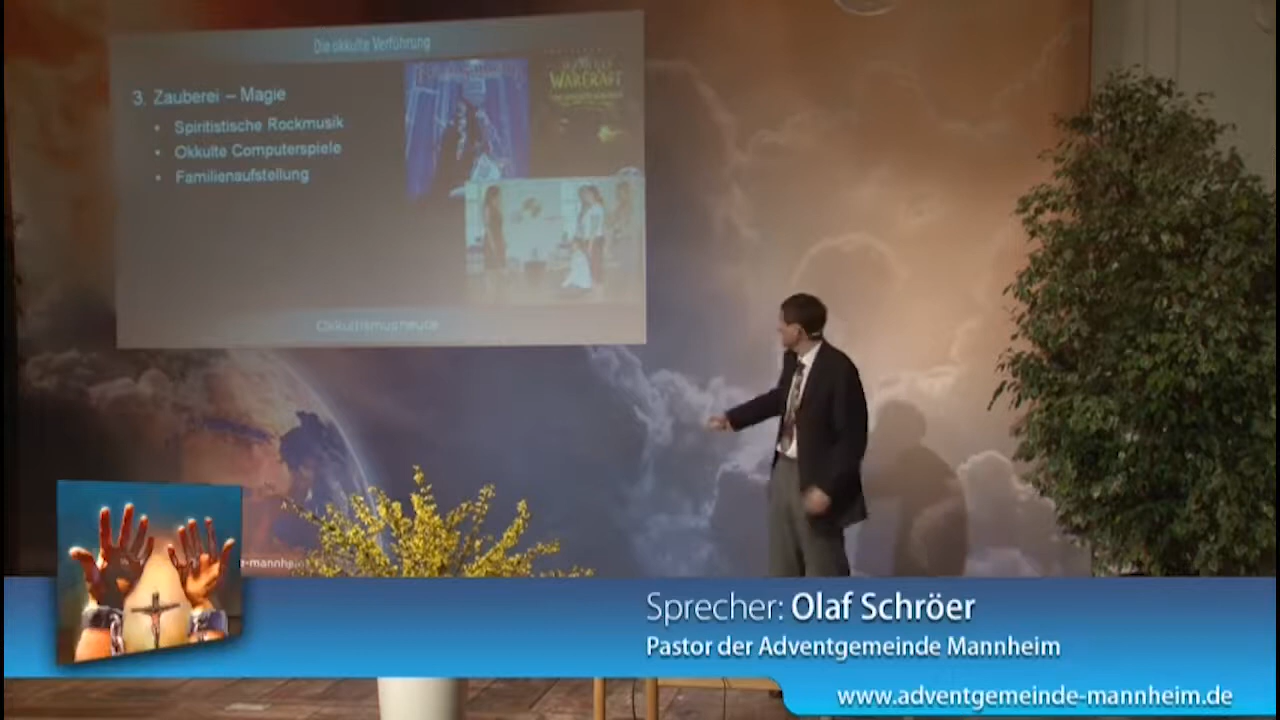 Die okkulte Verführung
3. Zauberei – Magie
• Spiritistische Rockmusik
• Okkulte Computerspiele
• Familienaufstellung
WARCRAFT
Okkultismus heute
e-mannhei
Sprecher: Olaf Schröer
Pastor der Adventgemeinde Mannheim
www.adventgemeinde-mannheim.de